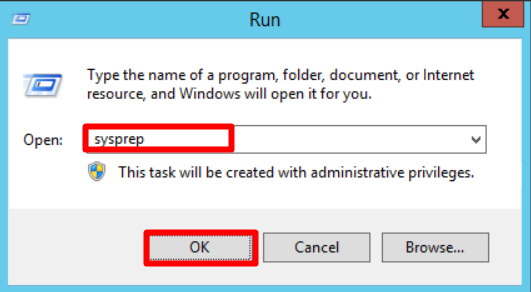 Run
x
Type the name of a program, folder, document, or Internet
resource, and Windows will open it for you.
Open: sysprep
This task will be created with administrative privileges.
OK Cancel Browse...